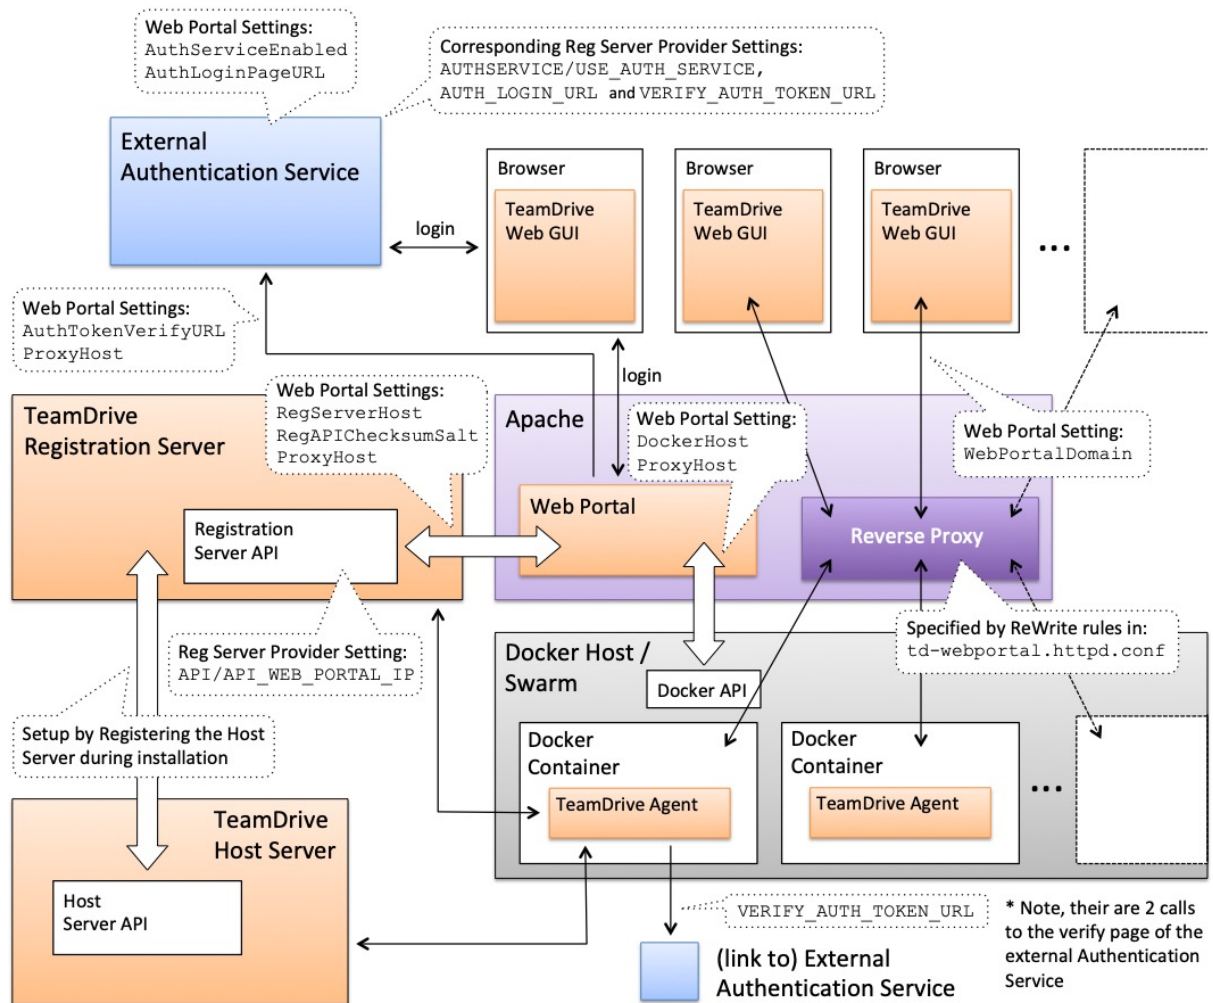 Web Portal Settings:
AuthServiceEnabled
AuthLoginPageURL
Corresponding Reg Server Provider Settings:
AUTHSERVICE/USE_AUTH_SERVICE,
AUTH_LOGIN_URL and VERIFY_AUTH_TOKEN_URL
External
Authentication Service
login
Browser
TeamDrive
Web GUI
Browser
TeamDrive
Web GUI
Browser
TeamDrive
Web GUI
...
Web Portal Settings:
AuthTokenVerifyURL
ProxyHost
login
TeamDrive
Registration Server
Web Portal Settings:
RegServerHost
RegAPIChecksumSalt
ProxyHost
Apache
Web Portal Setting:
DockerHost
ProxyHost
Web Portal Setting:
WebPortalDomain
Registration
Server API
Web Portal
Reverse Proxy
Reg Server Provider Setting:
API/API_WEB_PORTAL_IP
Docker Host /
Swarm
Docker API
Specified by ReWrite rules in:
td-webportal.httpd.conf
Setup by Registering the Host
Server during installation
Docker
Container
TeamDrive Agent
Docker
Container
TeamDrive Agent
...
TeamDrive
Host Server
Host
Server API
VERIFY_AUTH_TOKEN_URL
(link to) External
Authentication Service
* Note, their are 2 calls
to the verify page of the
external Authentication
Service